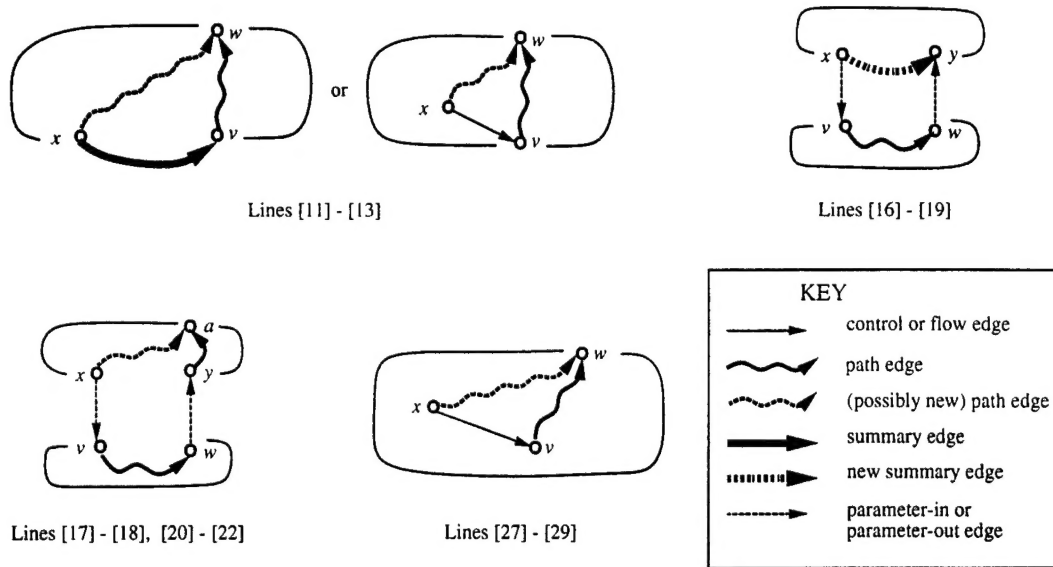 w
x
v
or
w
x
v
Lines [11] - [13]
x
y
v
w
Lines [16] - [19]
a
x
y
v
w
Lines [17] - [18], [20] - [22]
w
x
v
Lines [27] - [29]
KEY
control or flow edge
path edge
(possibly new) path edge
summary edge
new summary edge
parameter-in or
parameter-out edge